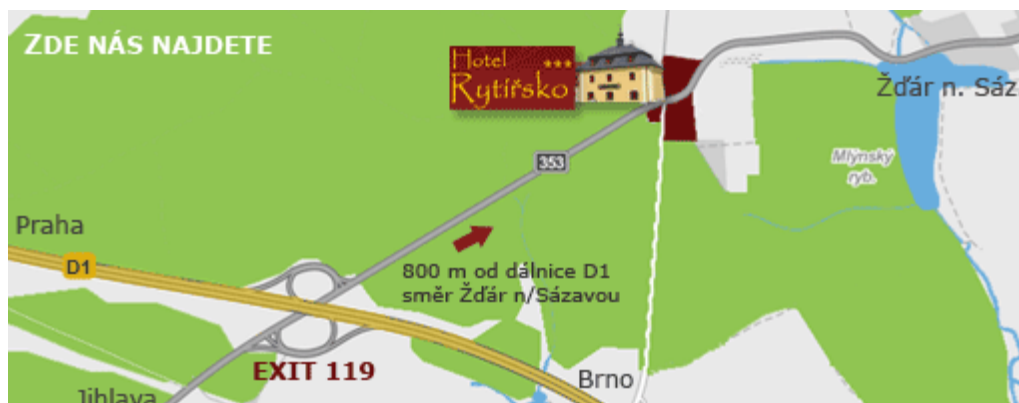 ZDE NÁS NAJDETE
Hotel ***
Rytířsko
Žďár n. Sáz
353
Mlýnský
ryb.
Praha
D1
800 m od dálnice D1
směr Žďár n/Sázavou
EXIT 119
Brno
Jihlava